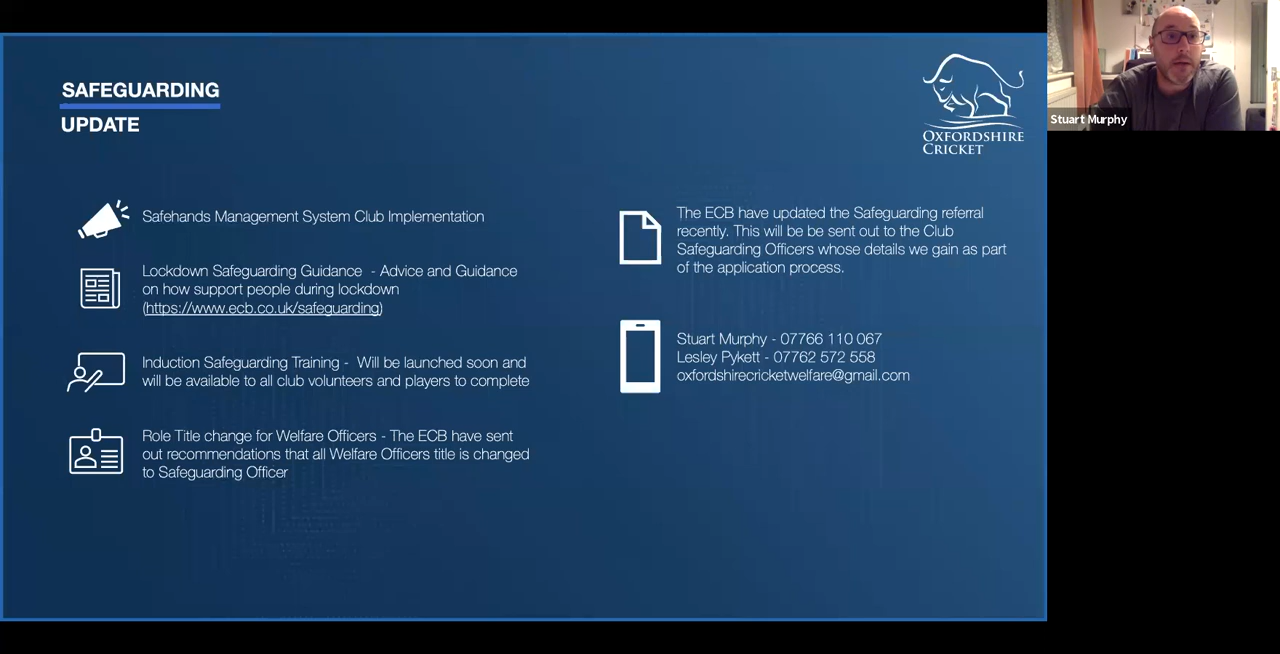 SAFEGUARDING
UPDATE
OXFORDSHIRE
CRICKET
Stuart Murphy
Safehands Management System Club Implementation
Lockdown Safeguarding Guidance - Advice and Guidance
on how support people during lockdown
(https://www.ecb.co.uk/safeguarding)
Induction Safeguarding Training - Will be launched soon and
will be available to all club volunteers and players to complete
Role Title change for Welfare Officers - The ECB have sent
out recommendations that all Welfare Officers title is changed
to Safeguarding Officer
The ECB have updated the Safeguarding referral
recently. This will be be sent out to the Club
Safeguarding Officers whose details we gain as part
of the application process.
Stuart Murphy - 07766 110 067
Lesley Pykett - 07762 572 558
oxfordshirecricketwelfare@gmail.com